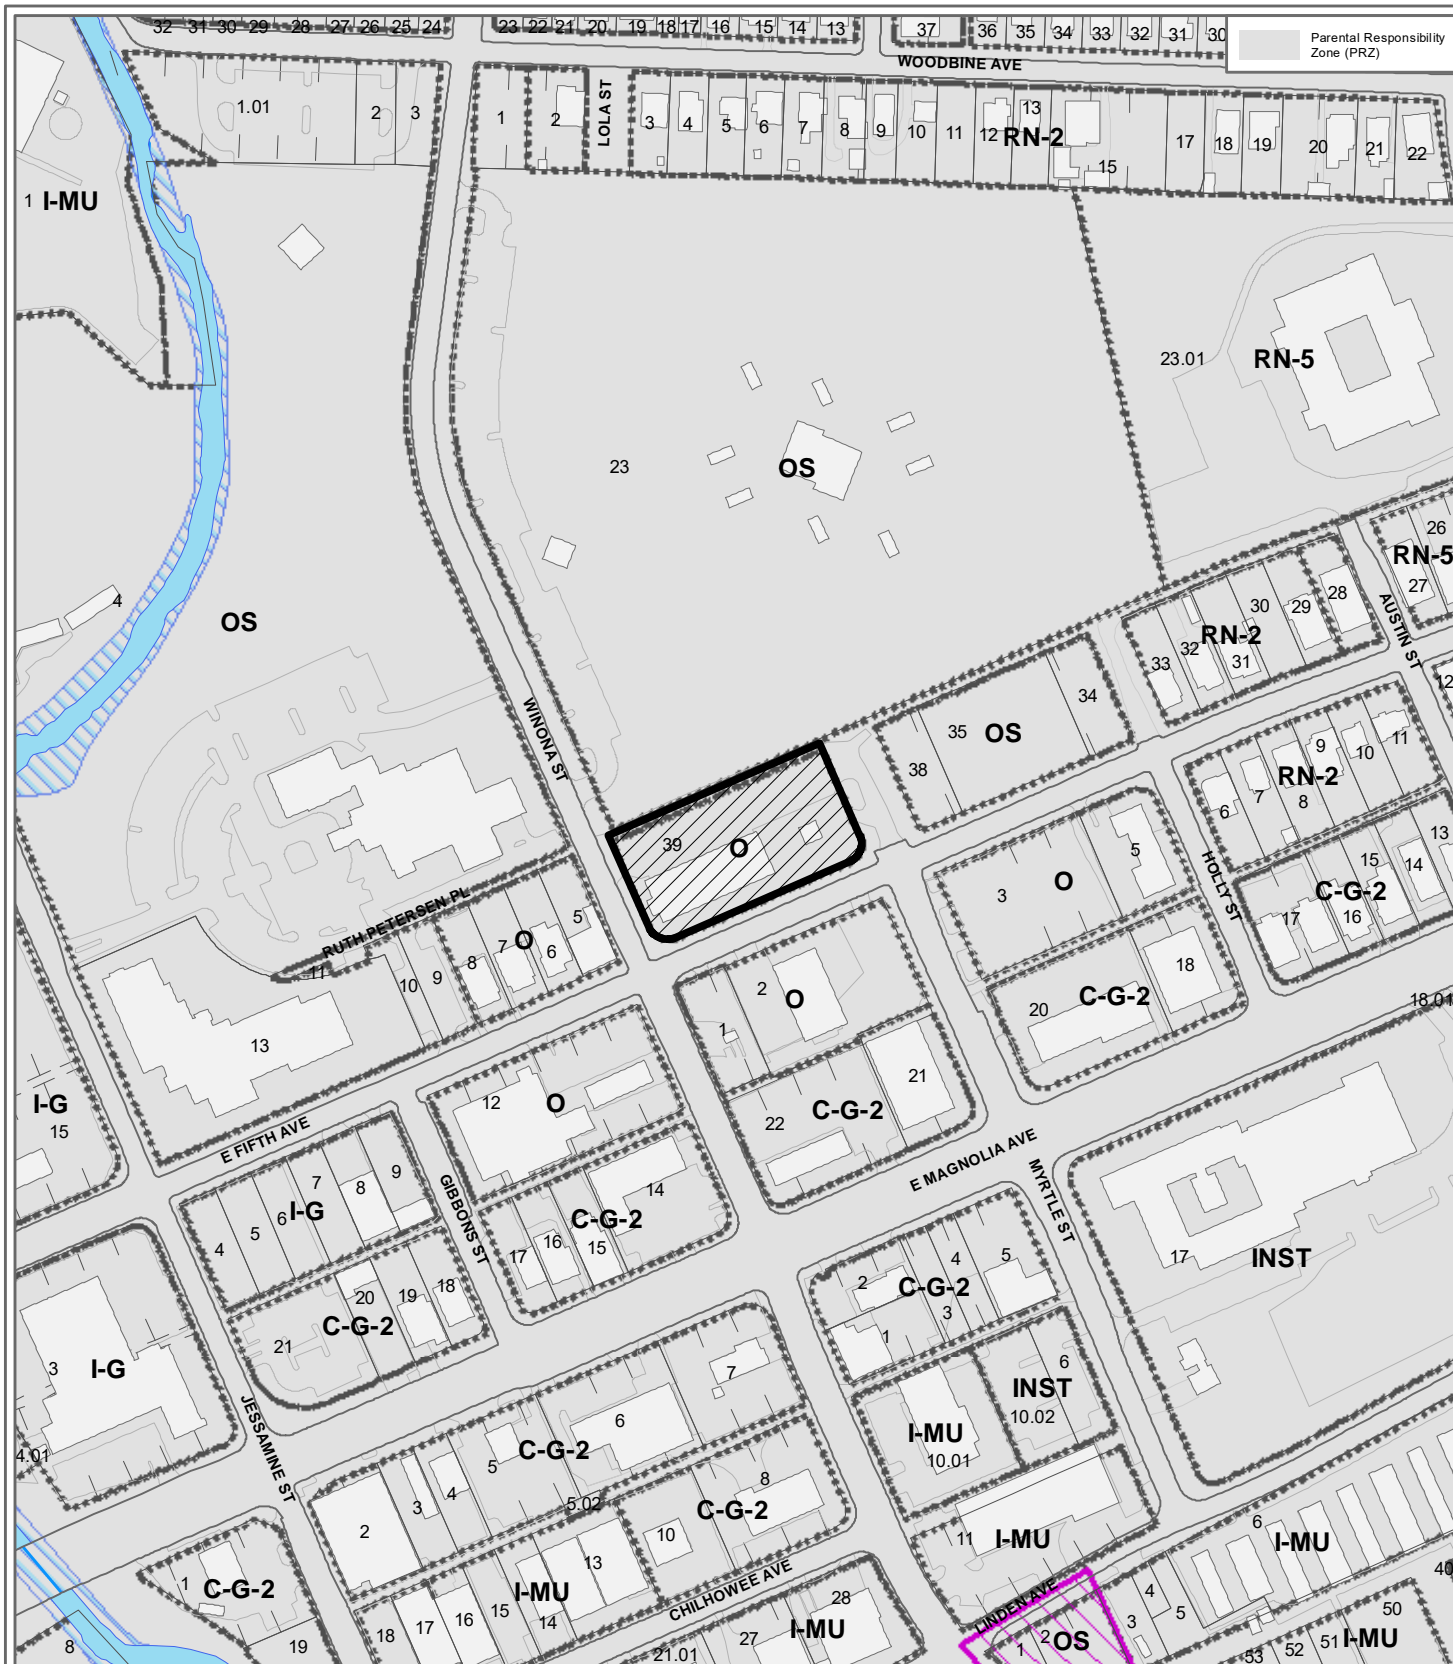 32 31 30 29 28 27 26 25 24 23 22 21 20 19 18 17 16 15 14 13 37 36 35 34 33 32 31 30
Parental Responsibility
Zone (PRZ)
WOODBINE AVE
1.01 2 3 1 2 LOLA ST 3 4 5 6 7 8 9 10 11 12 13 RN-2 15 17 18 19 20 21 22
1 I-MU
23.01 RN-5
23 OS
26
RN-5
27
4 OS
33 32 RN-2 31 30 29 28 AUSTIN ST
12
WINONA ST
38 35 OS 34
6 7 RN-2 8 9 10 11
39 O
3 O 5
HOLLY ST
17 C-G-2 16 15 14 13
RUTH PETERSEN PL
11 10 9 8 7 O 6 5
13
1 2 O
20 C-G-2 18
18.01
I-G
15
12 O
22 C-G-2 21
E FIFTH AVE
E MAGNOLIA AVE
MYRTLE ST
GIBBONS ST
4 5 6 I-G 7 8 9
17 16 15 C-G-2 14
17 INST
2 C-G-2 1 3 4 5
21 20 C-G-2 19 18
3 I-G
4.01
JESSAMINE ST
7
INST 6
10.02
I-MU
10.01
2 3 4 5 C-G-2 6
5.02
10 C-G-2 8
11 I-MU
6 I-MU
40
1 C-G-2 19
8
18 17 16 15 I-MU 14 13
CHILHOWEE AVE
21.01 27 I-MU 28
LINDEN AVE
1 2 OS
3 4 5
53 52 51 I-MU 50